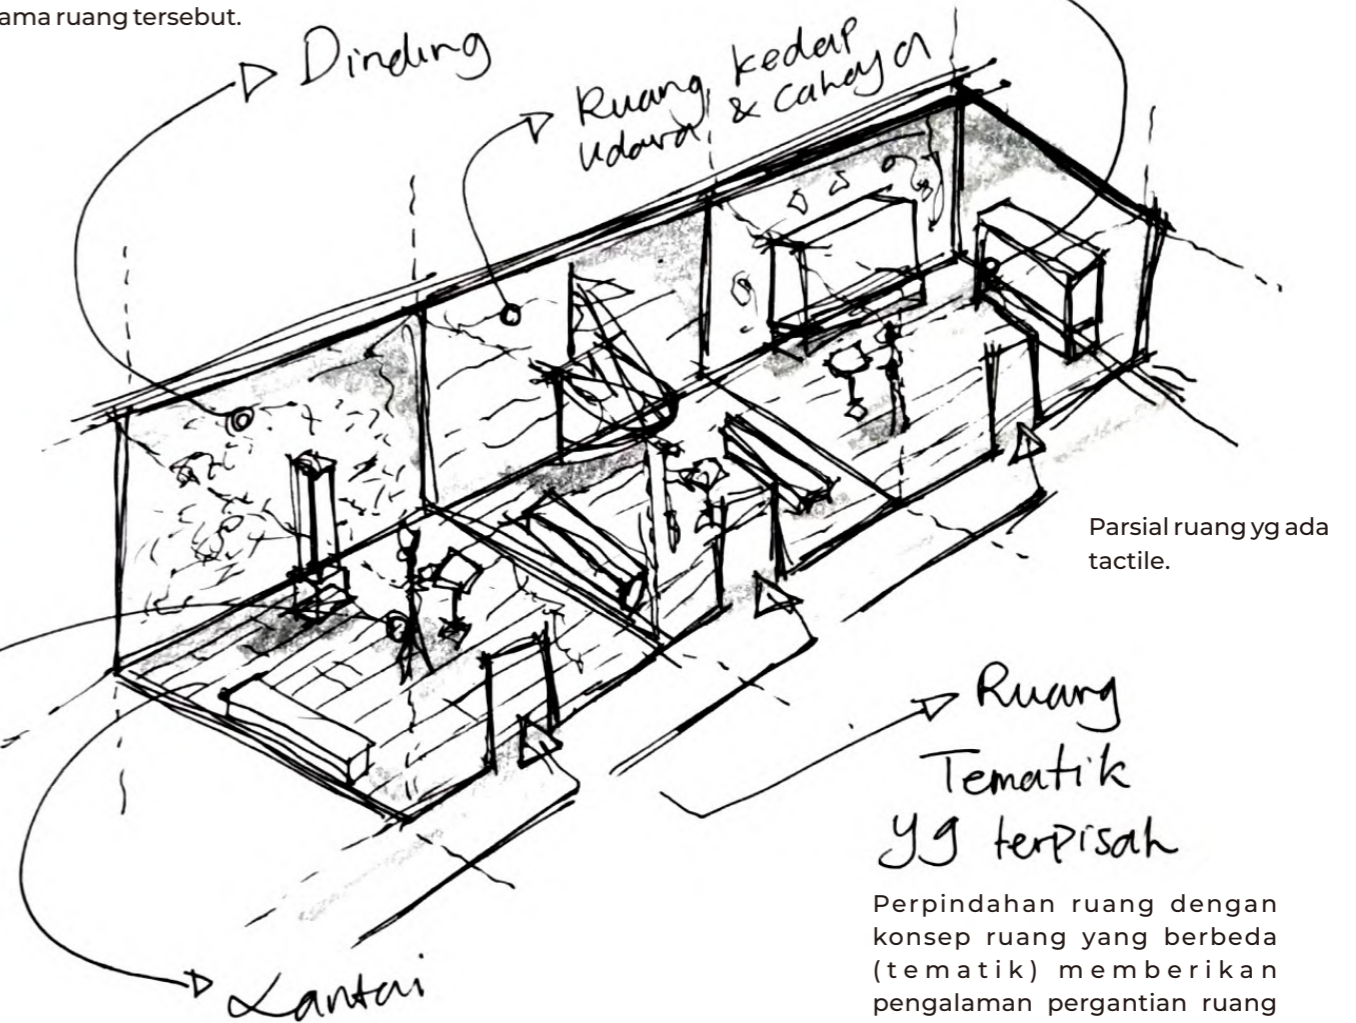 ama ruang tersebut.
Dinding
Ruang kedap
udara & cahaya
Parsial ruang yg ada
tactile.
Ruang
Tematik
yg terpisah
Perpindahan ruang dengan
konsep ruang yang berbeda
(tematik) memberikan
pengalaman pergantian ruang
Lantai